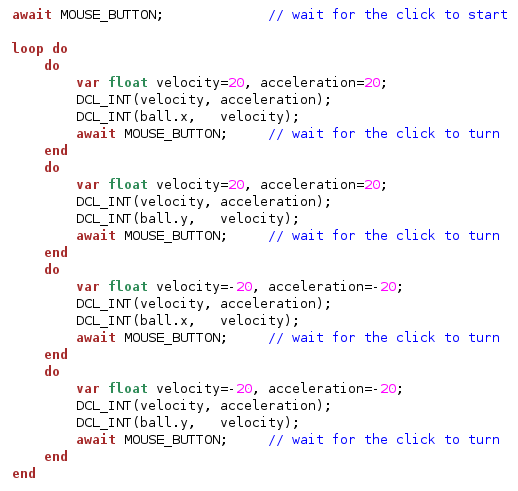 await MOUSE_BUTTON;             // wait for the click to start

loop do
    do
        var float velocity=20, acceleration=20;
        DCL_INT(velocity, acceleration);
        DCL_INT(ball.x,   velocity);
        await MOUSE_BUTTON;     // wait for the click to turn
    end
    do
        var float velocity=20, acceleration=20;
        DCL_INT(velocity, acceleration);
        DCL_INT(ball.y,   velocity);
        await MOUSE_BUTTON;     // wait for the click to turn
    end
    do
        var float velocity=-20, acceleration=-20;
        DCL_INT(velocity, acceleration);
        DCL_INT(ball.x,   velocity);
        await MOUSE_BUTTON;     // wait for the click to turn
    end
    do
        var float velocity=-20, acceleration=-20;
        DCL_INT(velocity, acceleration);
        DCL_INT(ball.y,   velocity);
        await MOUSE_BUTTON;     // wait for the click to turn
    end
end